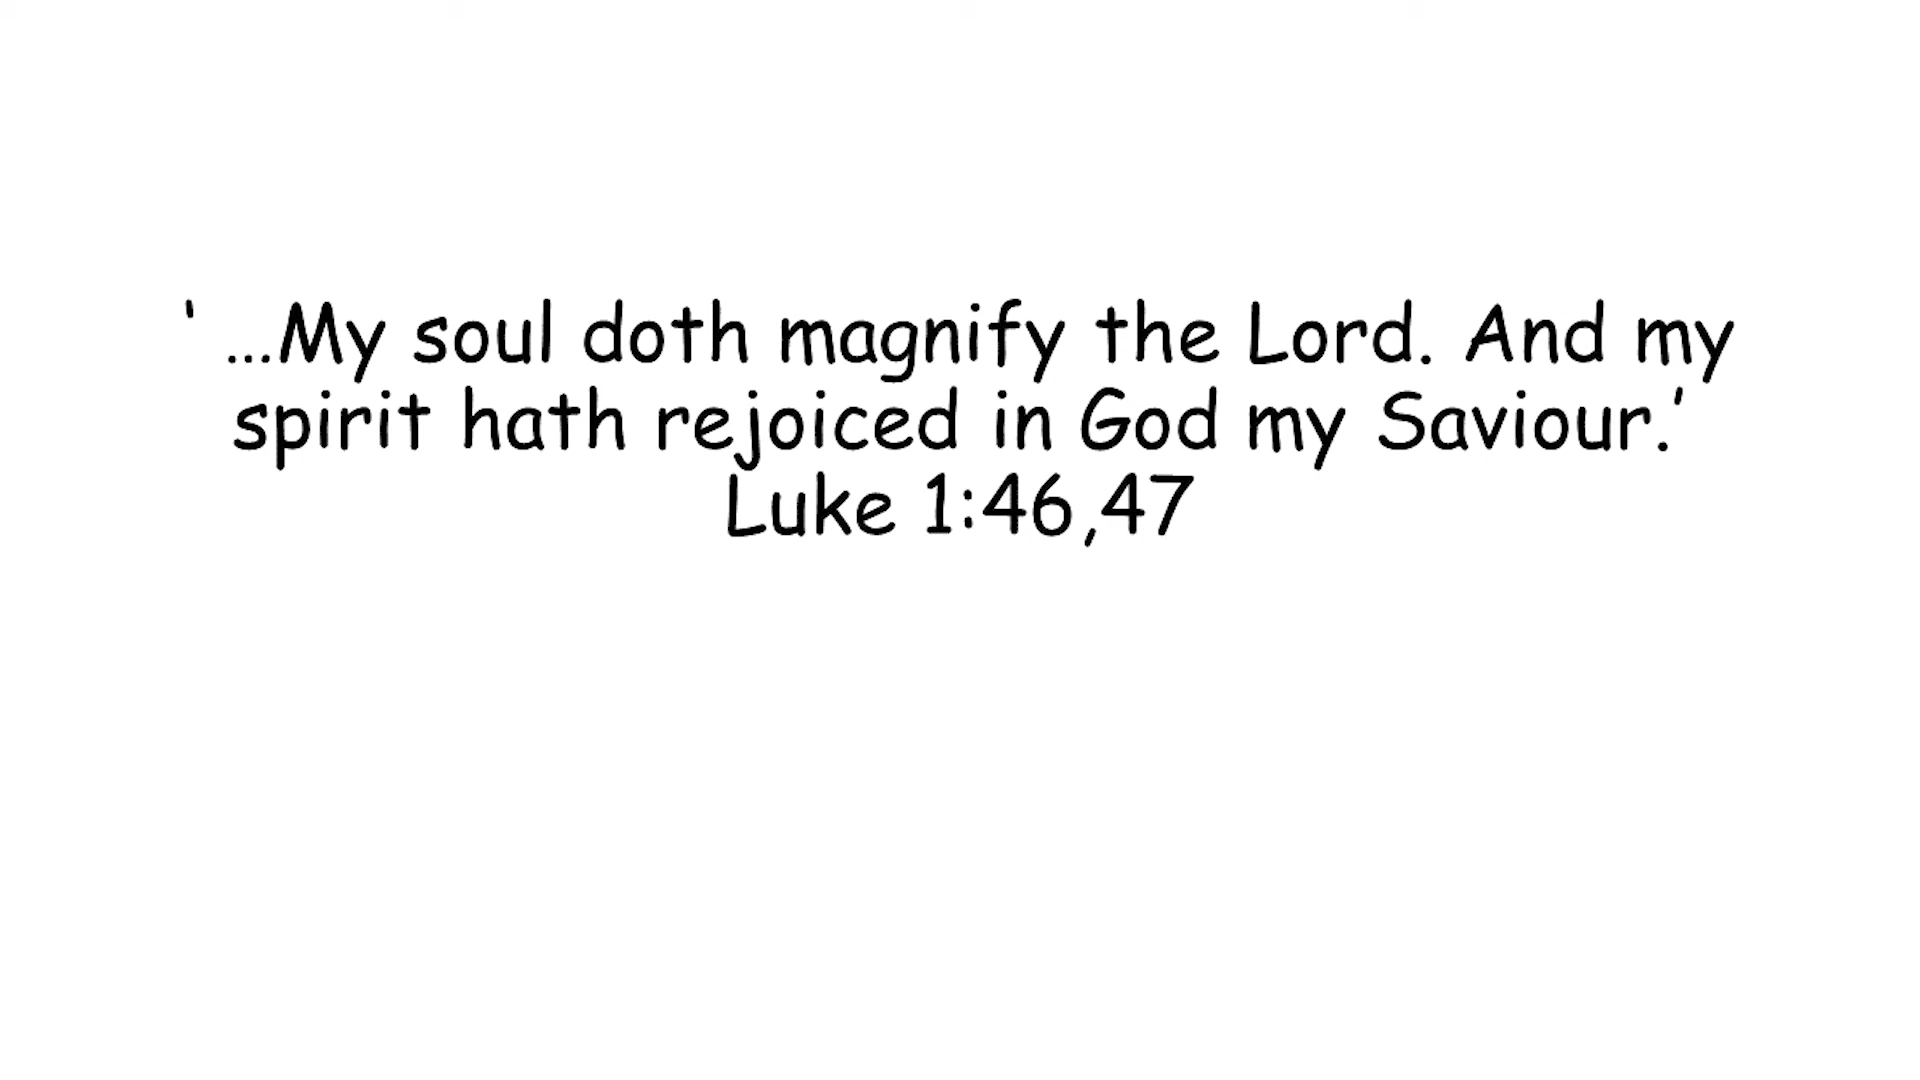 ‘ …My soul doth magnify the Lord. And my
spirit hath rejoiced in God my Saviour.’
Luke 1:46,47